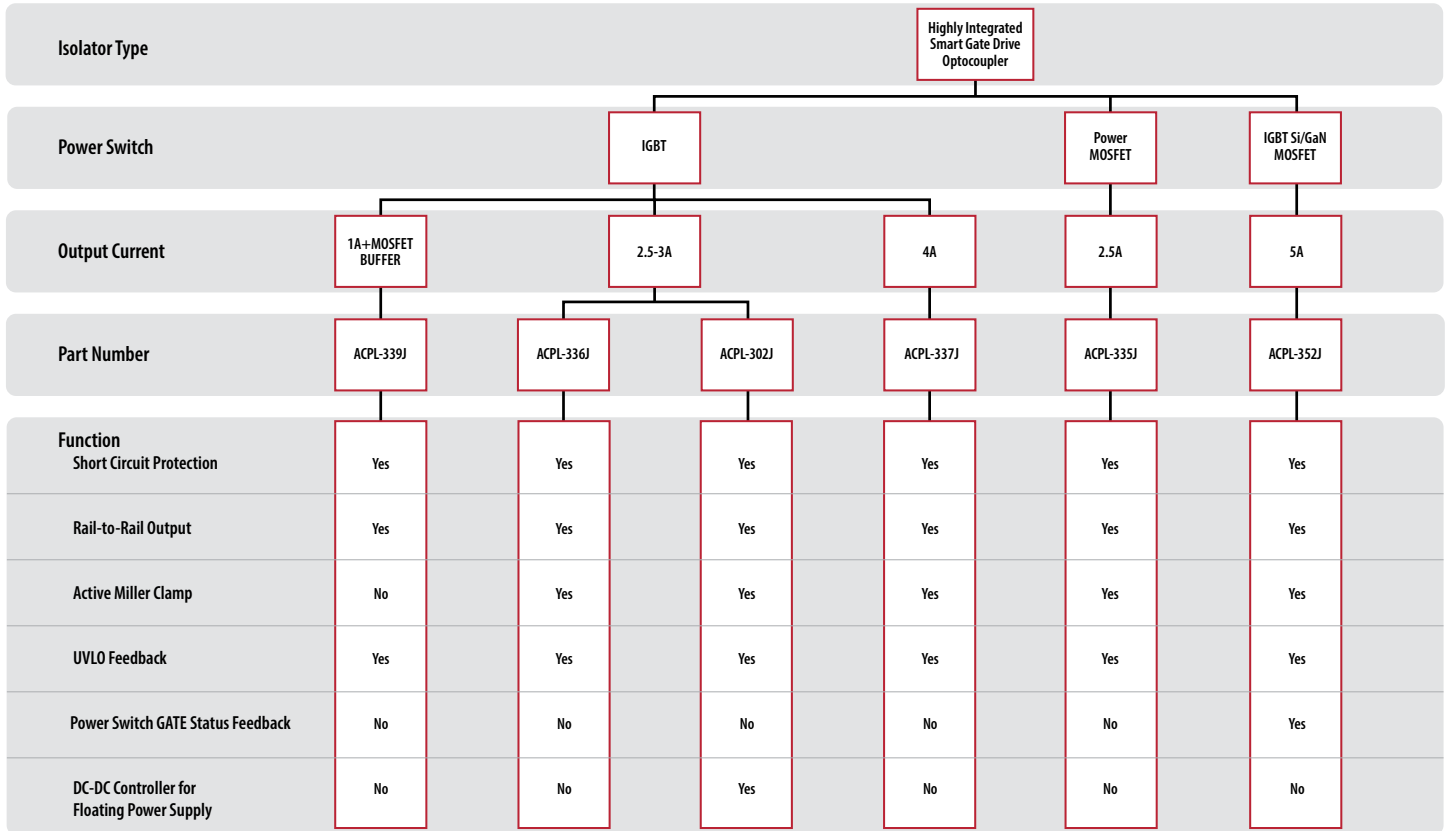 Isolator Type
Highly Integrated
Smart Gate Drive
Optocoupler
Power Switch
IGBT
Power
MOSFET
IGBT Si/GaN
MOSFET
Output Current
1A+MOSFET
BUFFER
2.5-3A
4A
2.5A
5A
Part Number
ACPL-339J
ACPL-336J
ACPL-302J
ACPL-337J
ACPL-335J
ACPL-352J
Function
Short Circuit Protection
Yes
Yes
Yes
Yes
Yes
Yes
Rail-to-Rail Output
Yes
Yes
Yes
Yes
Yes
Yes
Active Miller Clamp
No
Yes
Yes
Yes
Yes
Yes
UVLO Feedback
Yes
Yes
Yes
Yes
Yes
Yes
Power Switch GATE Status Feedback
No
No
No
No
No
Yes
DC-DC Controller for
Floating Power Supply
No
No
Yes
No
No
No